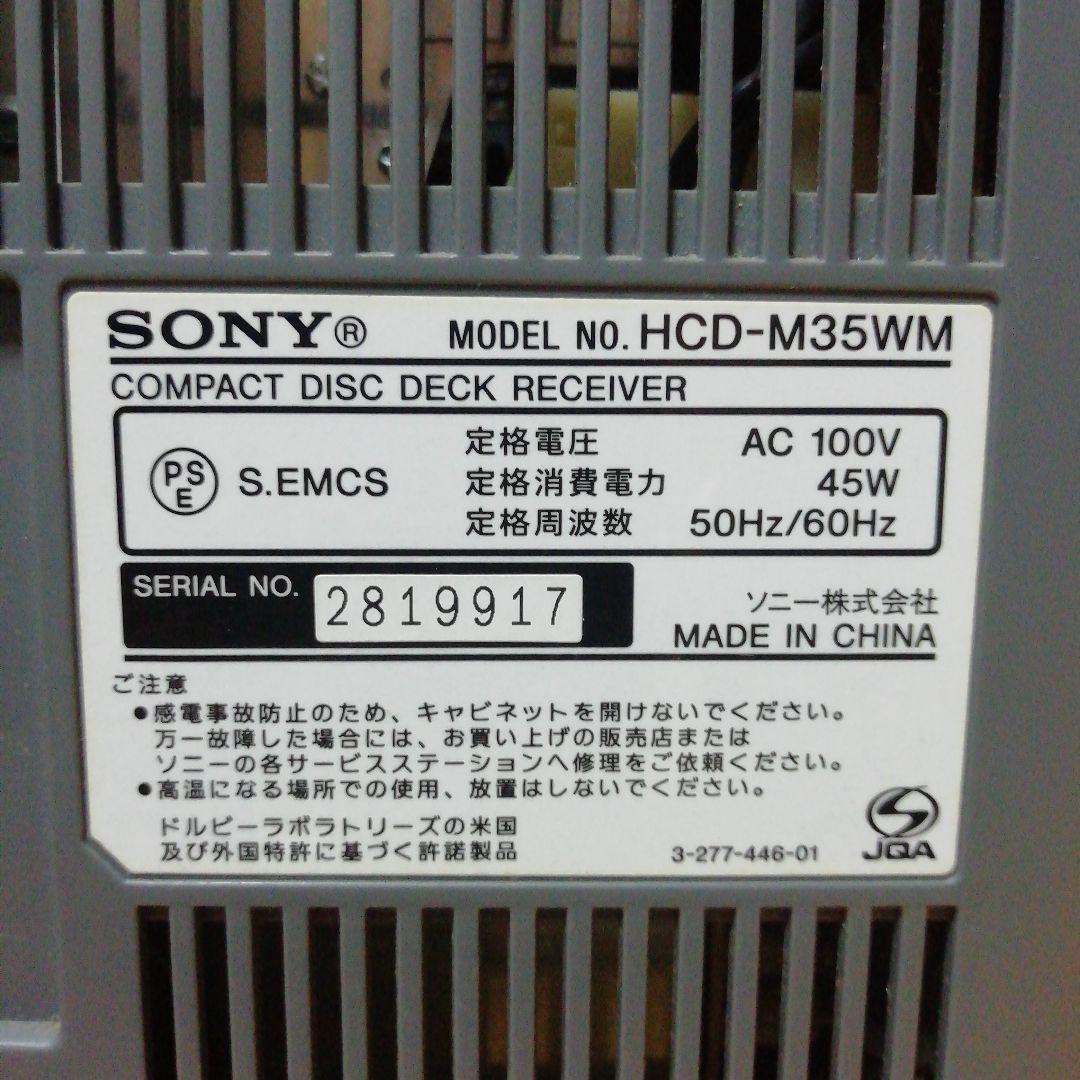 SONY® MODEL NO. HCD-M35WM
COMPACT DISC DECK RECEIVER
PSE S.EMCS
定格電圧 AC 100V
定格消費電力 45W
定格周波数 50Hz/60Hz
SERIAL NO. 2819917
ソニー株式会社
MADE IN CHINA
ご注意
●感電事故防止のため、キャビネットを開けないでください。
万一故障した場合には、お買い上げの販売店または
ソニーの各サービスステーションへ修理をご依頼ください。
●高温になる場所での使用、放置はしないでください。
ドルビーラボラトリーズの米国
及び外国特許に基づく許諾製品
3-277-446-01
JQA